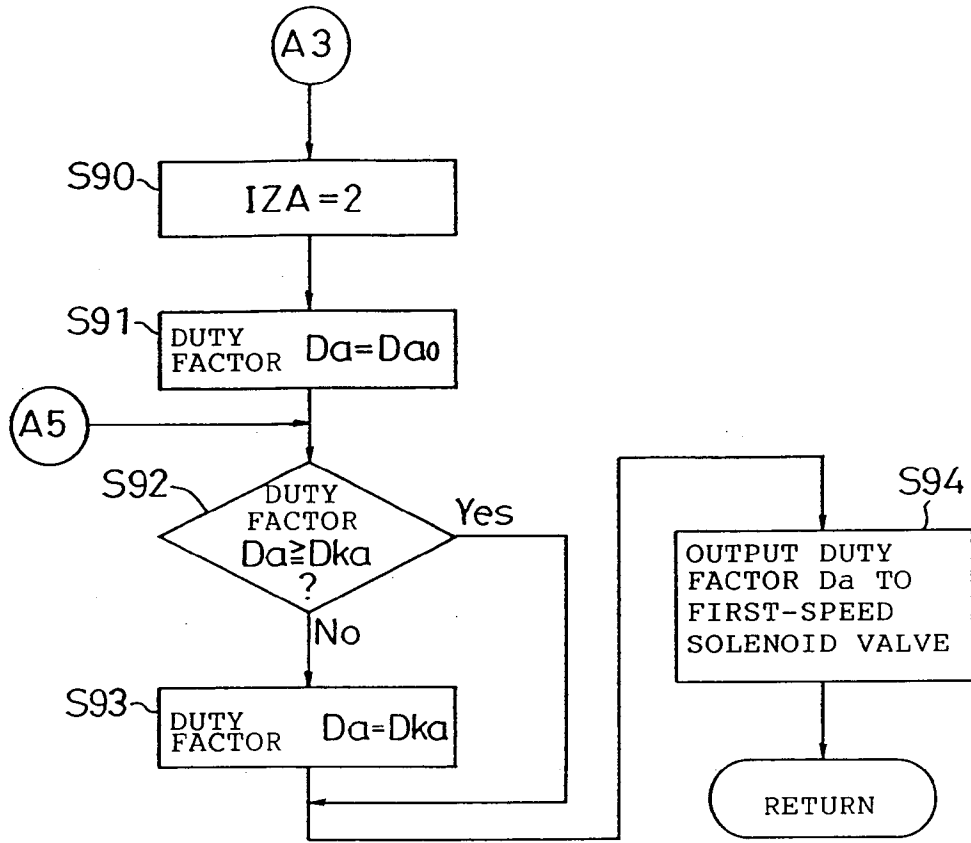 A3
S90
IZA=2
S91
DUTY
FACTOR Da=Da0
A5
S92
DUTY
FACTOR
Da≧Dka
?
Yes
No
S93
DUTY
FACTOR Da=Dka
S94
OUTPUT DUTY
FACTOR Da TO
FIRST-SPEED
SOLENOID VALVE
RETURN